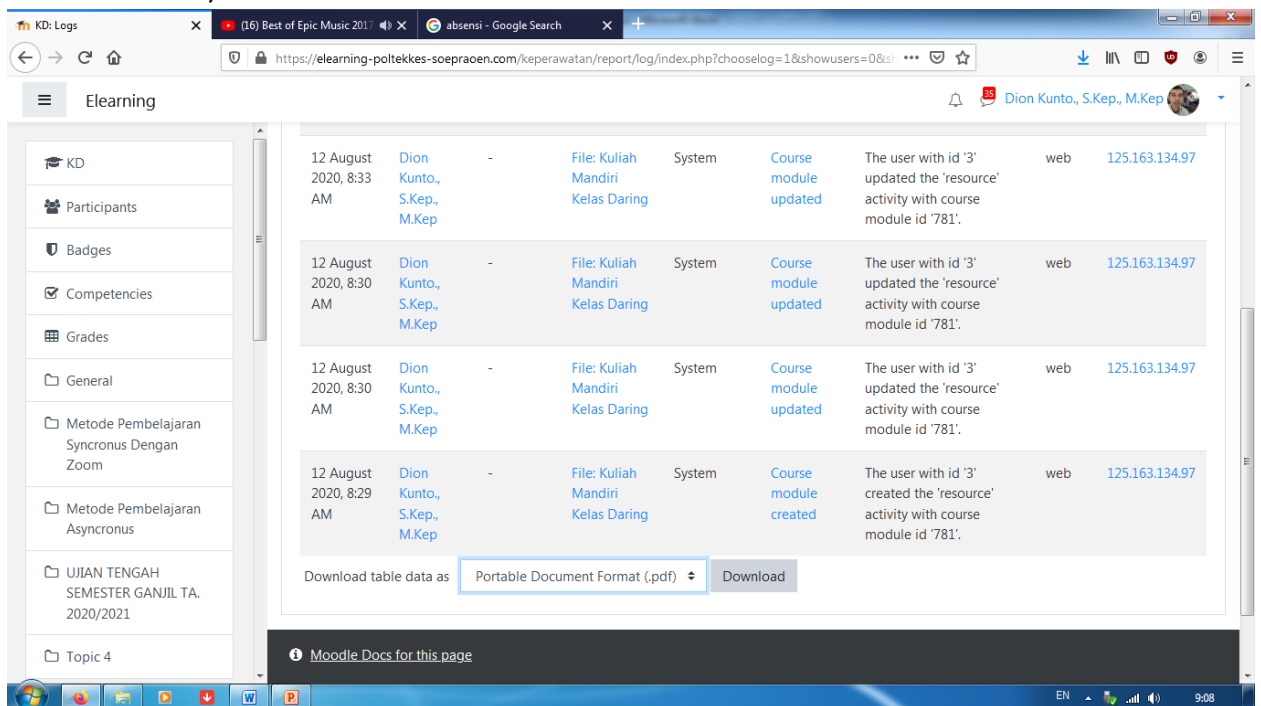 KD: Logs
(16) Best of Epic Music 2017
absensi - Google Search
https://elearning-poltekkes-soepraoen.com/keperawatan/report/log/index.php?chooselog=1&showusers=0&s
Elearning
35
Dion Kunto., S.Kep., M.Kep
KD
Participants
Badges
Competencies
Grades
General
Metode Pembelajaran
Syncronus Dengan
Zoom
Metode Pembelajaran
Asyncronus
UJIAN TENGAH
SEMESTER GANJIL TA.
2020/2021
Topic 4
12 August Dion - File: Kuliah System Course The user with id '3' web 125.163.134.97
2020, 8:33 Kunto., Mandiri module updated the 'resource'
AM S.Kep., Kelas Daring updated activity with course
M.Kep module id '781'.
12 August Dion - File: Kuliah System Course The user with id '3' web 125.163.134.97
2020, 8:30 Kunto., Mandiri module updated the 'resource'
AM S.Kep., Kelas Daring updated activity with course
M.Kep module id '781'.
12 August Dion - File: Kuliah System Course The user with id '3' web 125.163.134.97
2020, 8:30 Kunto., Mandiri module updated the 'resource'
AM S.Kep., Kelas Daring updated activity with course
M.Kep module id '781'.
12 August Dion - File: Kuliah System Course The user with id '3' web 125.163.134.97
2020, 8:29 Kunto., Mandiri module created the 'resource'
AM S.Kep., Kelas Daring created activity with course
M.Kep module id '781'.
Download table data as Portable Document Format (.pdf) Download
Moodle Docs for this page
EN 9:08